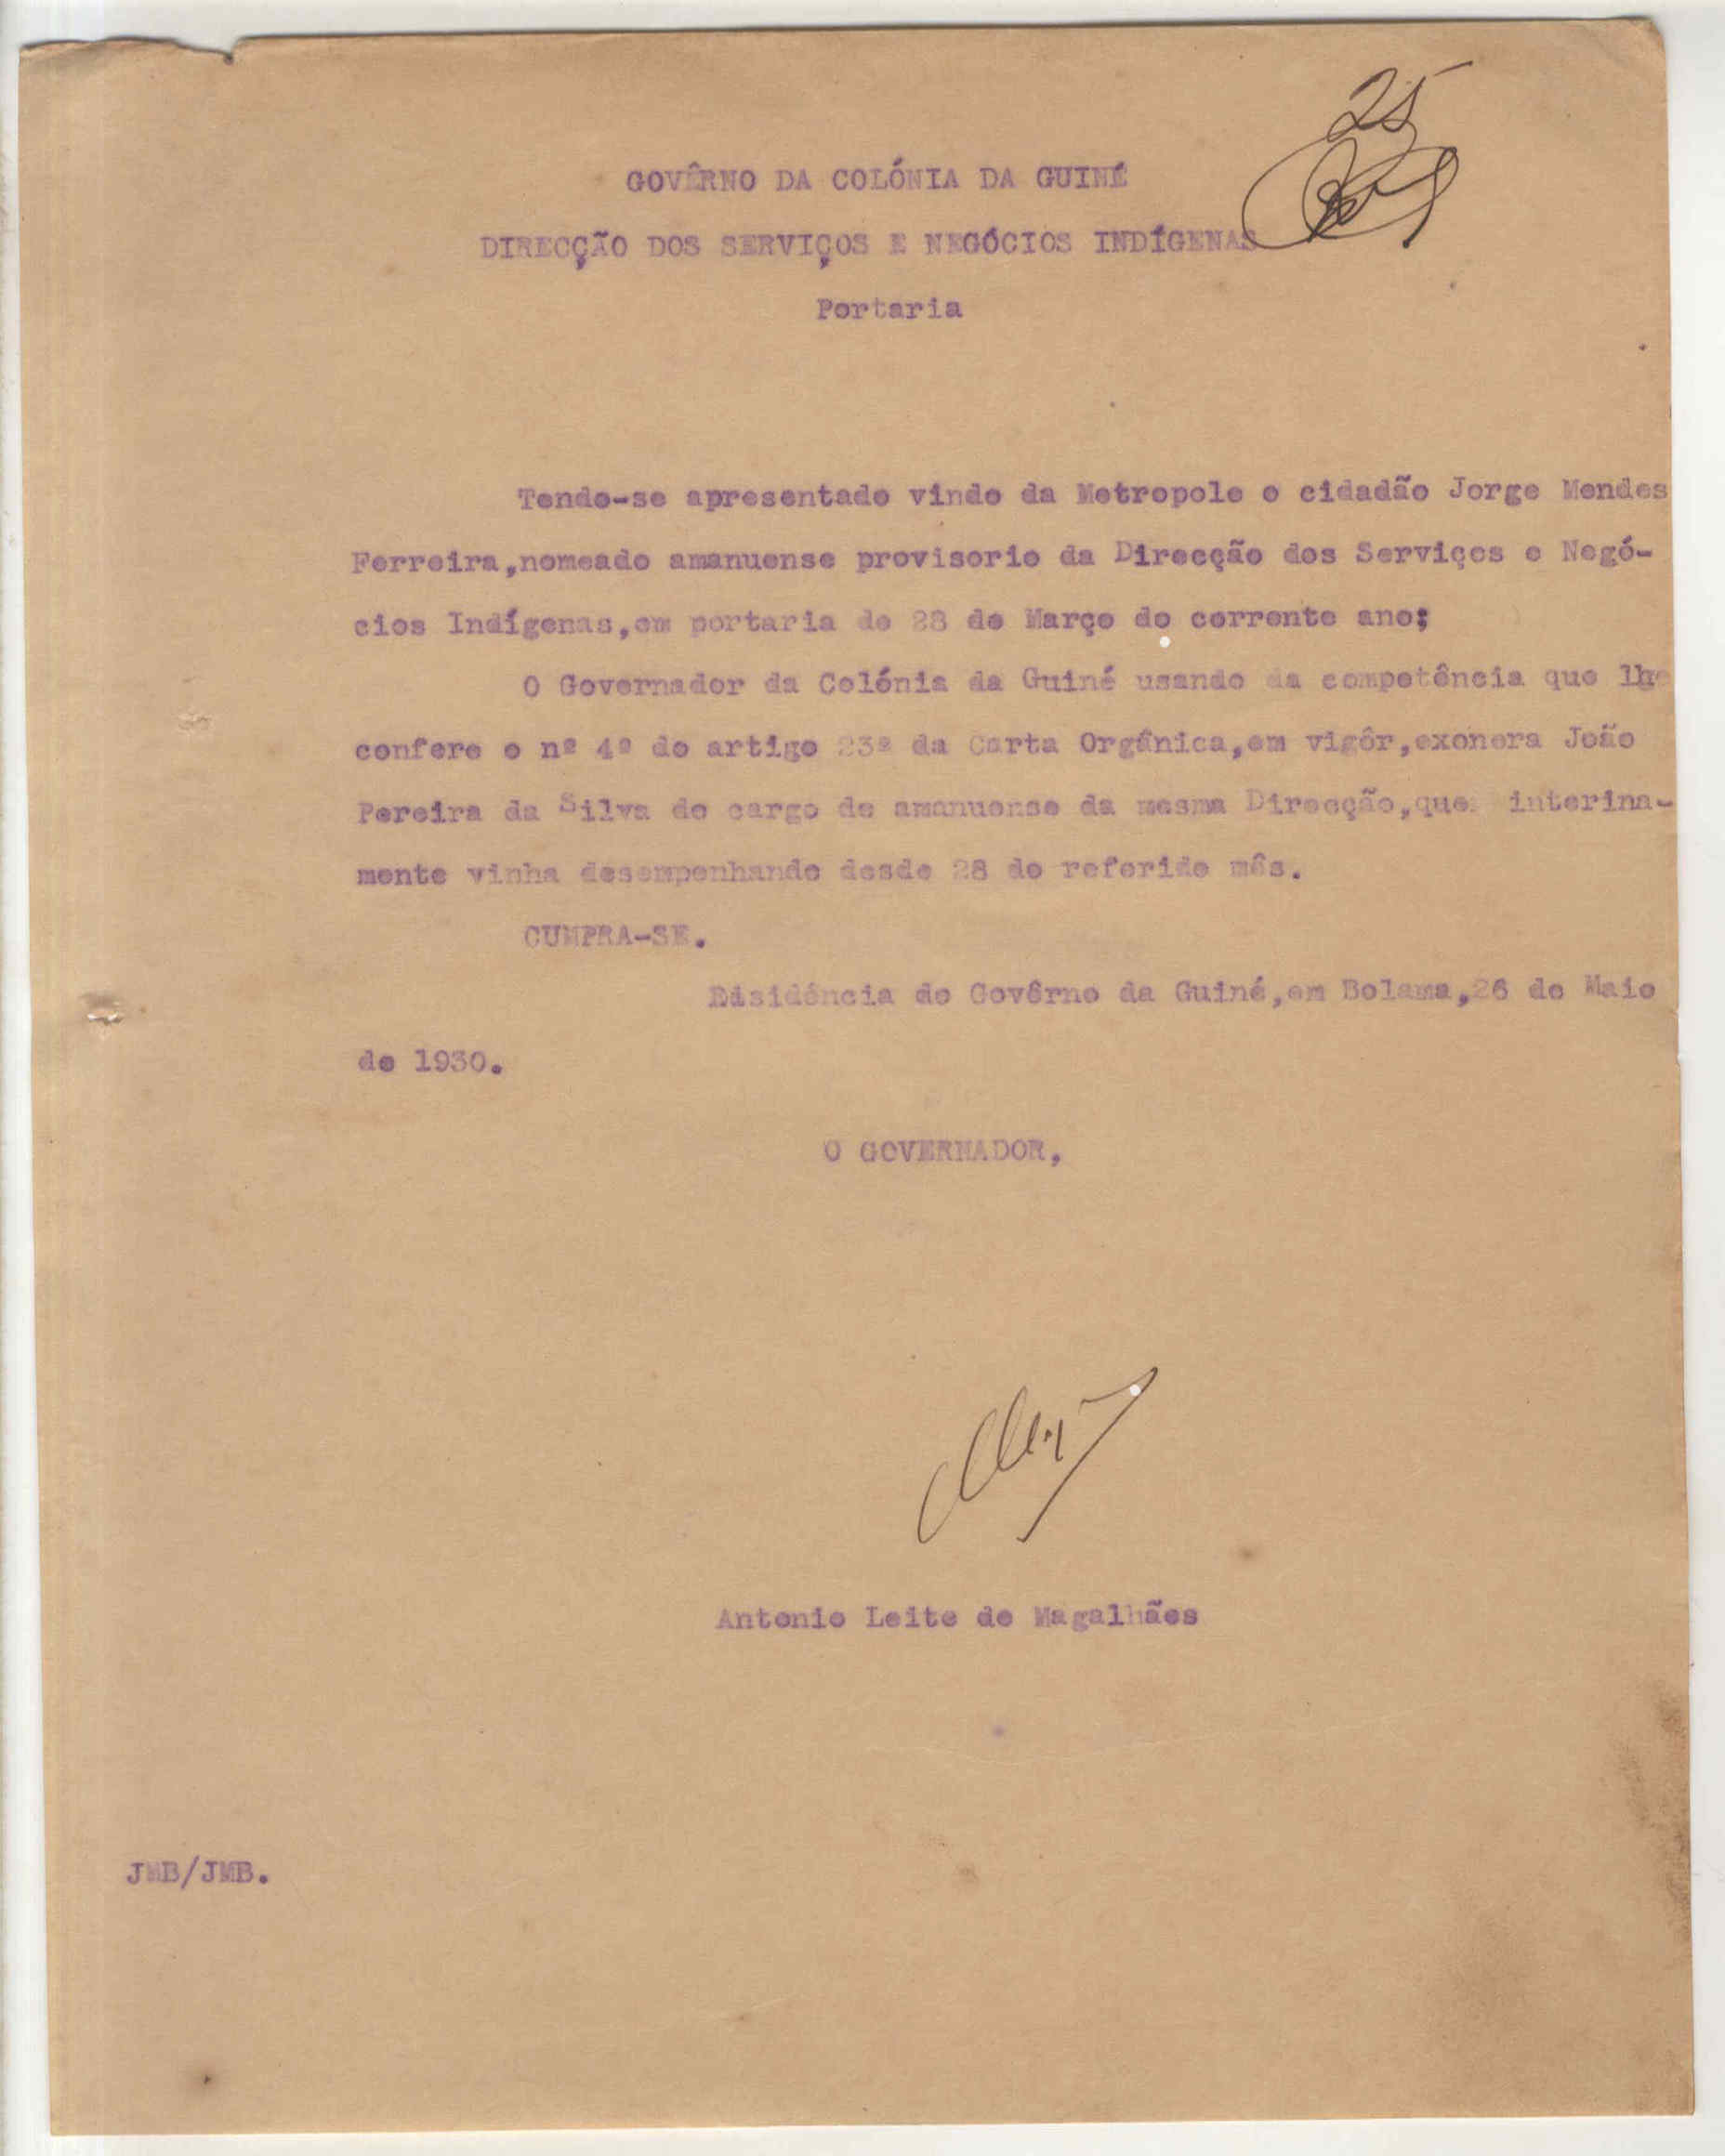 25
GOVÊRNO DA COLÓNIA DA GUINÉ
DIRECÇÃO DOS SERVIÇOS E NEGÓCIOS INDÍGENAS
Portaria
Tendo-se apresentado vindo da Metropole o cidadão Jorge Mendes
Ferreira,nomeado amanuense provisorio da Direcção dos Serviços e Negó-
cios Indígenas,em portaria de 28 de Março do corrente ano;
O Governador da Colónia da Guiné usando da competência que lhe
confere o nº 4º do artigo 23º da Carta Orgânica,em vigôr,exonera João
Pereira da Silva do cargo de amanuense da mesma Direcção,que interina-
mente vinha desempenhando desde 28 do referido mês.
CUMPRA-SE.
Risidência do Govêrno da Guiné,em Bolama,26 de Maio
de 1930.
O GOVERNADOR,
Antonio Leite de Magalhães
JMB/JMB.